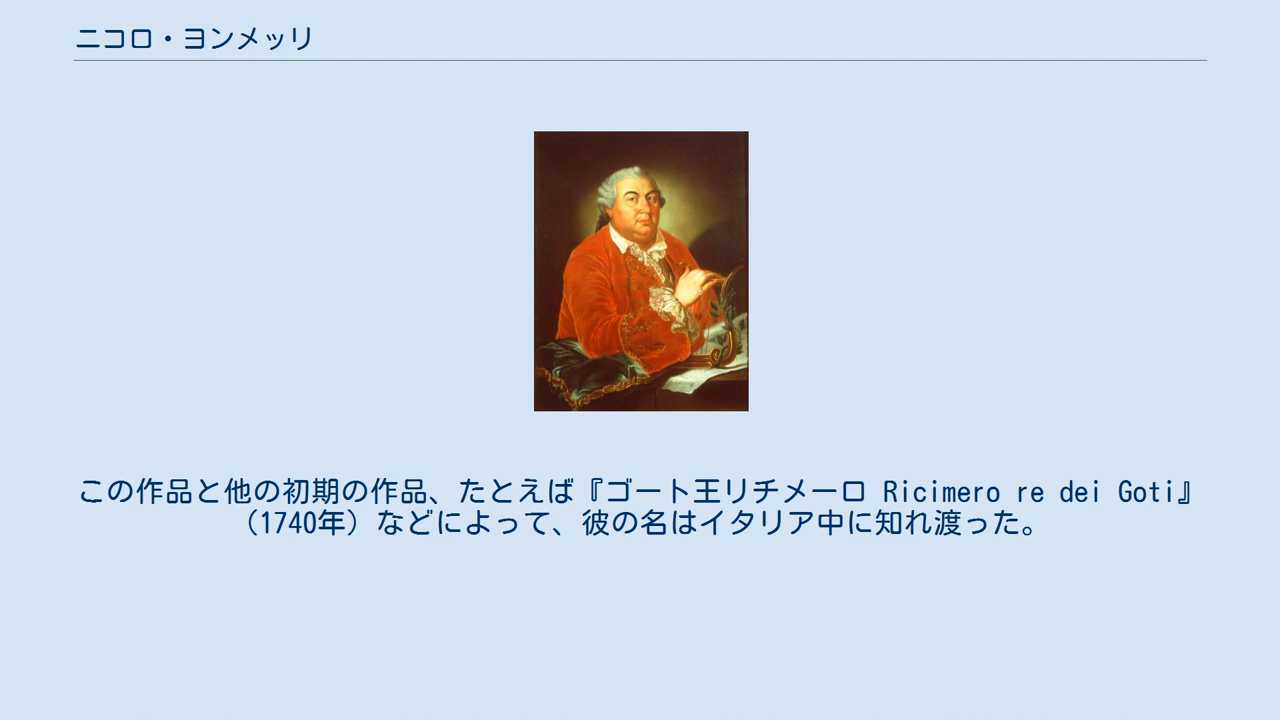 ニコロ・ヨンメッリ
この作品と他の初期の作品、たとえば『ゴート王リチメーロ Ricimero re dei Goti』
（1740年）などによって、彼の名はイタリア中に知れ渡った。